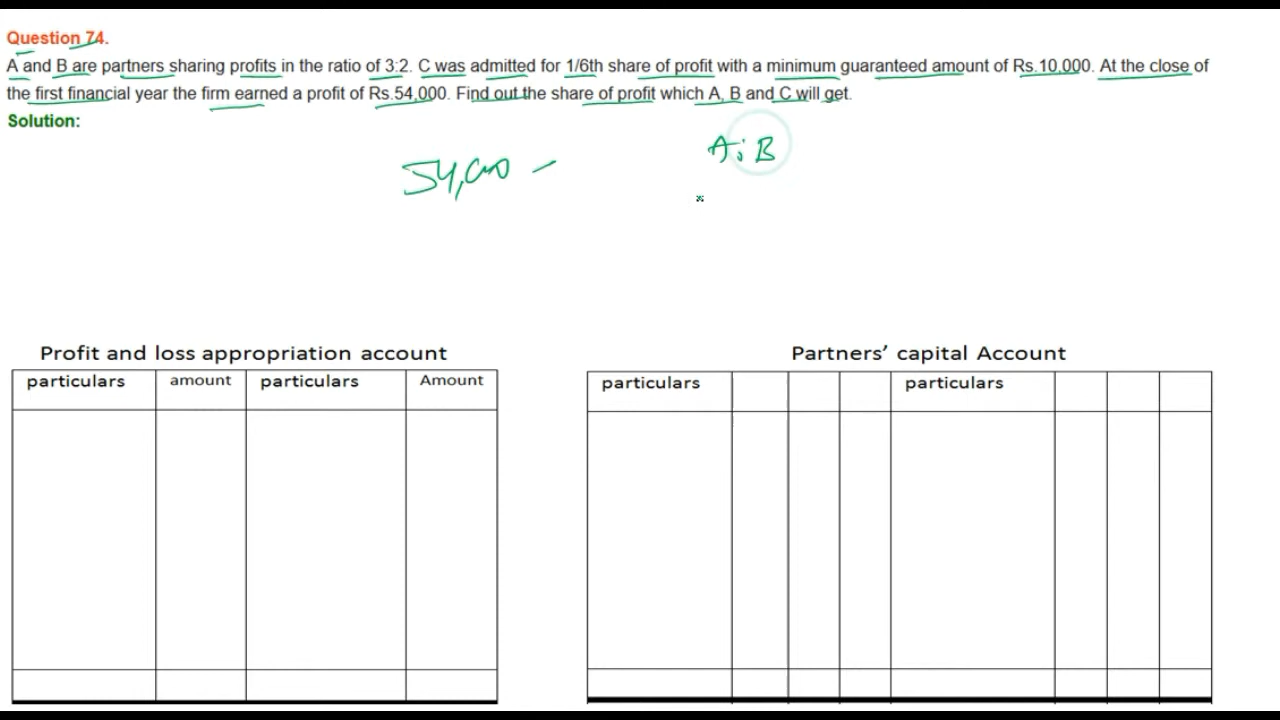 Question 74.
A and B are partners sharing profits in the ratio of 3:2. C was admitted for 1/6th share of profit with a minimum guaranteed amount of Rs.10,000. At the close of
the first financial year the firm earned a profit of Rs.54,000. Find out the share of profit which A, B and C will get.
Solution:
A : B
54,000 -
Profit and loss appropriation account
particulars amount particulars Amount
Partners’ capital Account
particulars particulars